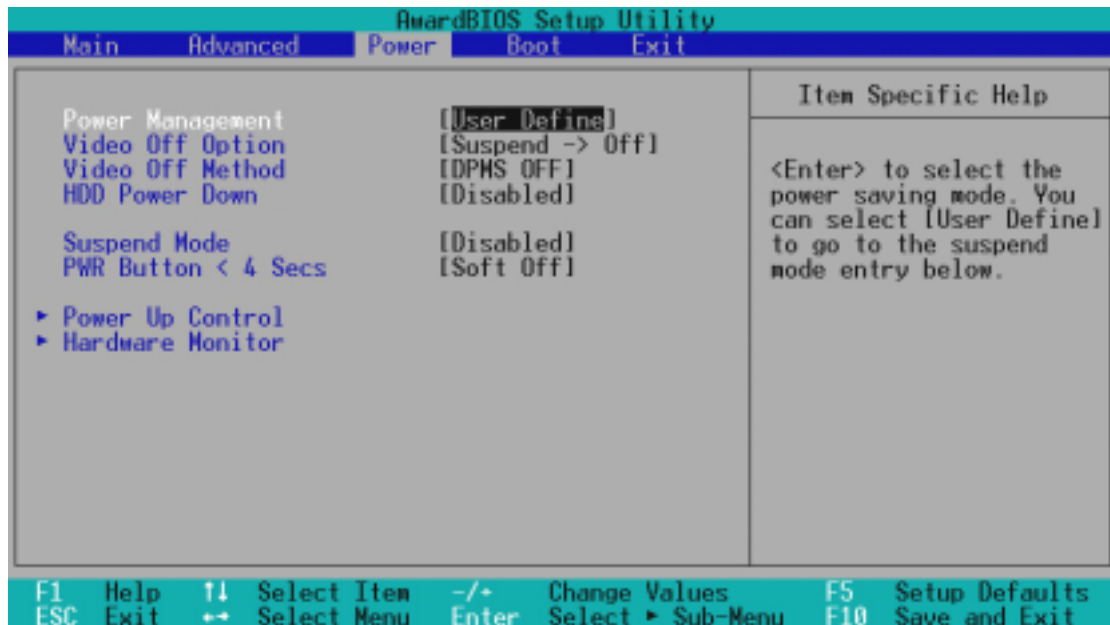 AwardBIOS Setup Utility
Main Advanced Power Boot Exit
Power Management [User Define]
Video Off Option [Suspend -> Off]
Video Off Method [DPMS OFF]
HDD Power Down [Disabled]
Suspend Mode [Disabled]
PWR Button < 4 Secs [Soft Off]
► Power Up Control
► Hardware Monitor
Item Specific Help
<Enter> to select the
power saving mode. You
can select [User Define]
to go to the suspend
mode entry below.
F1 Help ↑↓ Select Item -/+ Change Values F5 Setup Defaults
ESC Exit ←→ Select Menu Enter Select ► Sub-Menu F10 Save and Exit